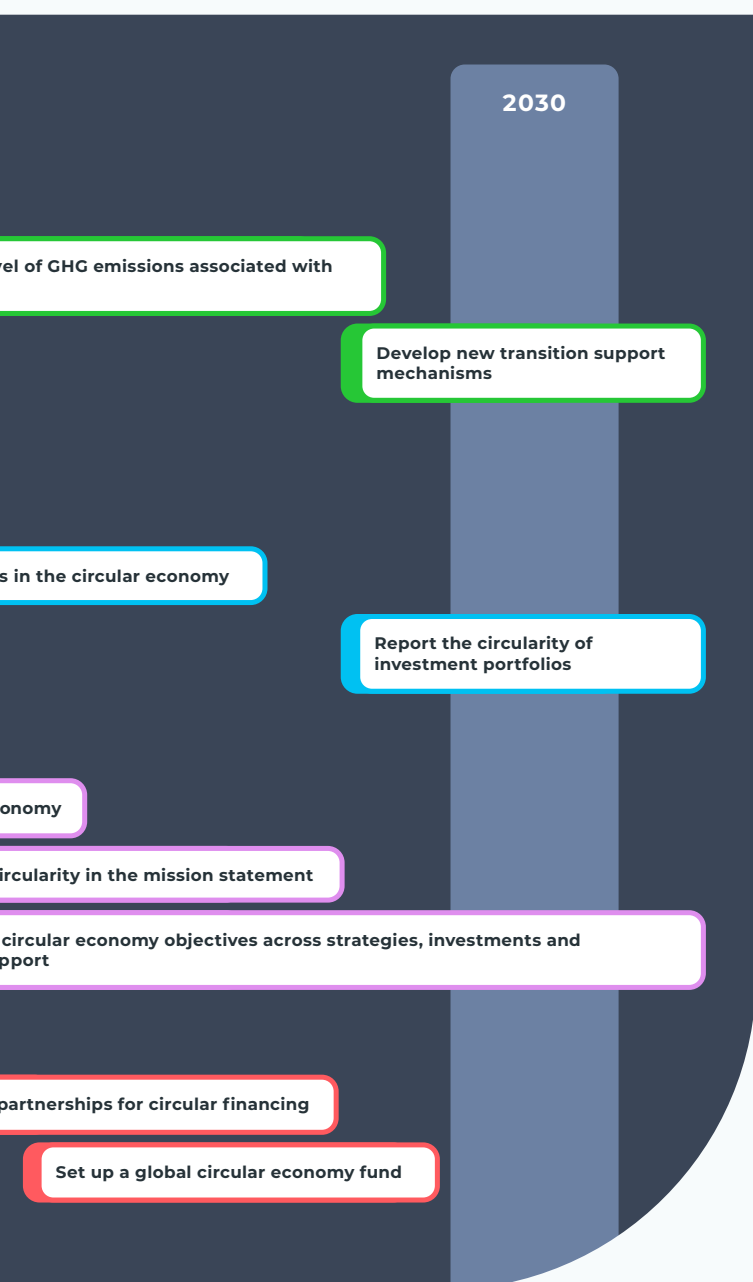 2030
vel of GHG emissions associated with
Develop new transition support
mechanisms
s in the circular economy
Report the circularity of
investment portfolios
onomy
ircularity in the mission statement
circular economy objectives across strategies, investments and
pport
partnerships for circular financing
Set up a global circular economy fund